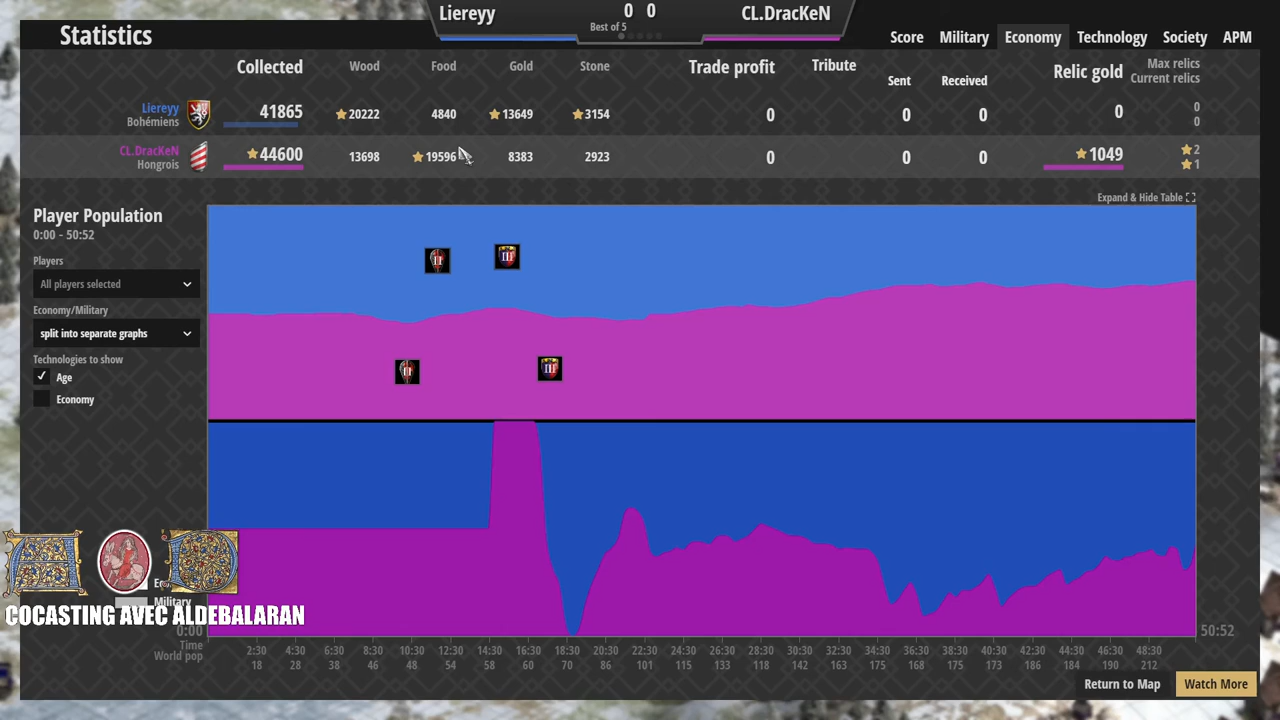 Liereyy 0 0 CL.DracKeN
Best of 5
Statistics
Score Military Economy Technology Society APM
Collected Wood Food Gold Stone Trade profit Tribute Sent Received Relic gold Max relics
Current relics
Liereyy
Bohémiens
41865 20222 4840 13649 3154 0 0 0 0 0
0
CL.DracKeN
Hongrois
44600 13698 19596 8383 2923 0 0 0 1049 2
1
Expand & Hide Table
Player Population
0:00 - 50:52
Players
All players selected
Economy/Military
split into separate graphs
Technologies to show
Age
Economy
II III
II III
A D
Military
COCASTING AVEC ALDEBALARAN
0:00 50:52
Time 2:30 4:30 6:30 8:30 10:30 12:30 14:30 16:30 18:30 20:30 22:30 24:30 26:30 28:30 30:30 32:30 34:30 36:30 38:30 40:30 42:30 44:30 46:30 48:30
World pop 18 28 38 46 48 54 58 60 70 86 101 115 133 118 142 163 175 168 175 173 186 184 190 212
Return to Map Watch More